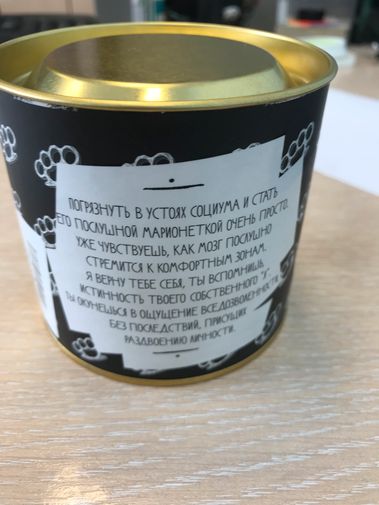 ПОГРЯЗНУТЬ В УСТОЯХ СОЦИУМА И СТАТЬ
ЕГО ПОСЛУШНОЙ МАРИОНЕТКОЙ ОЧЕНЬ ПРОСТО.
УЖЕ ЧУВСТВУЕШЬ, КАК МОЗГ ПОСЛУШНО
СТРЕМИТСЯ К КОМФОРТНЫМ ЗОНАМ.
Я ВЕРНУ ТЕБЕ СЕБЯ, ТЫ ВСПОМНИШЬ
ИСТИННОСТЬ ТВОЕГО СОБСТВЕННОГО "Я".
ТЫ ОКУНЕШЬСЯ В ОЩУЩЕНИЕ ВСЕДОЗВОЛЕННОСТИ
БЕЗ ПОСЛЕДСТВИЙ, ПРИСУЩИХ
РАЗДВОЕНИЮ ЛИЧНОСТИ.